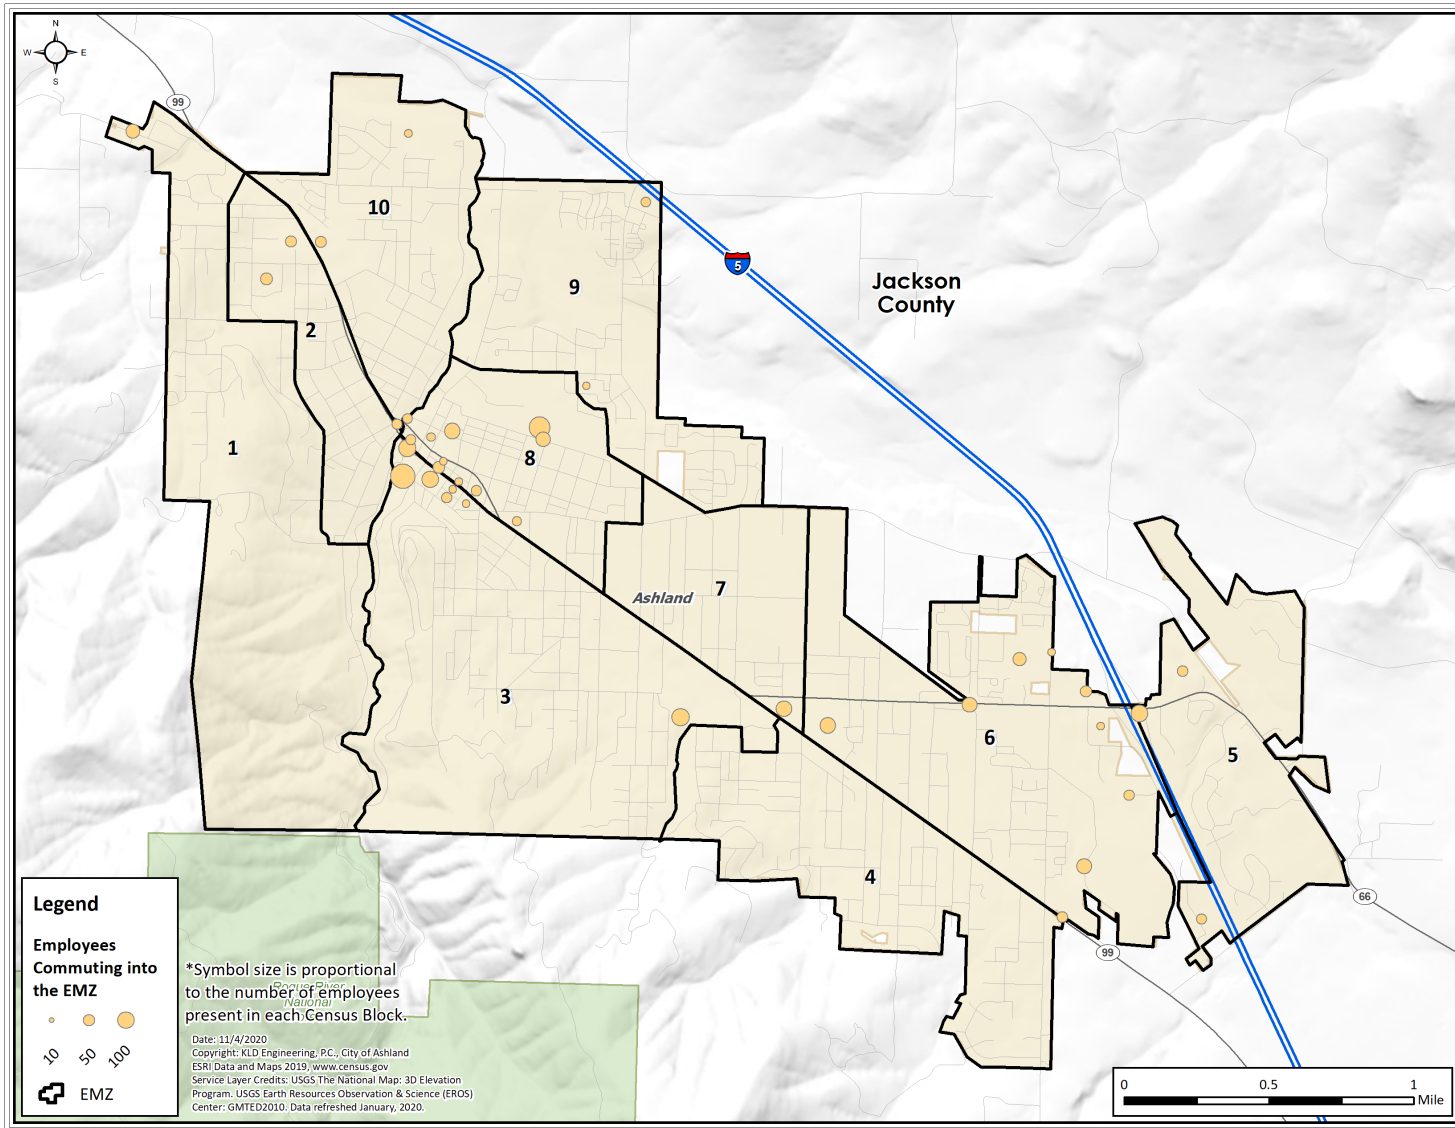 N
W E
S
99
10
9
5
Jackson
County
2
1
8
7
Ashland
3
6
5
4
66
99
Legend
Employees
Commuting into
the EMZ
10 50 100
EMZ
*Symbol size is proportional
to the number of employees
present in each Census Block.
Rogue River
National
Date: 11/4/2020
Copyright: KLD Engineering, P.C., City of Ashland
ESRI Data and Maps 2019, www.census.gov
Service Layer Credits: USGS The National Map: 3D Elevation
Program. USGS Earth Resources Observation & Science (EROS)
Center: GMTED2010. Data refreshed January, 2020.
0 0.5 1
Mile